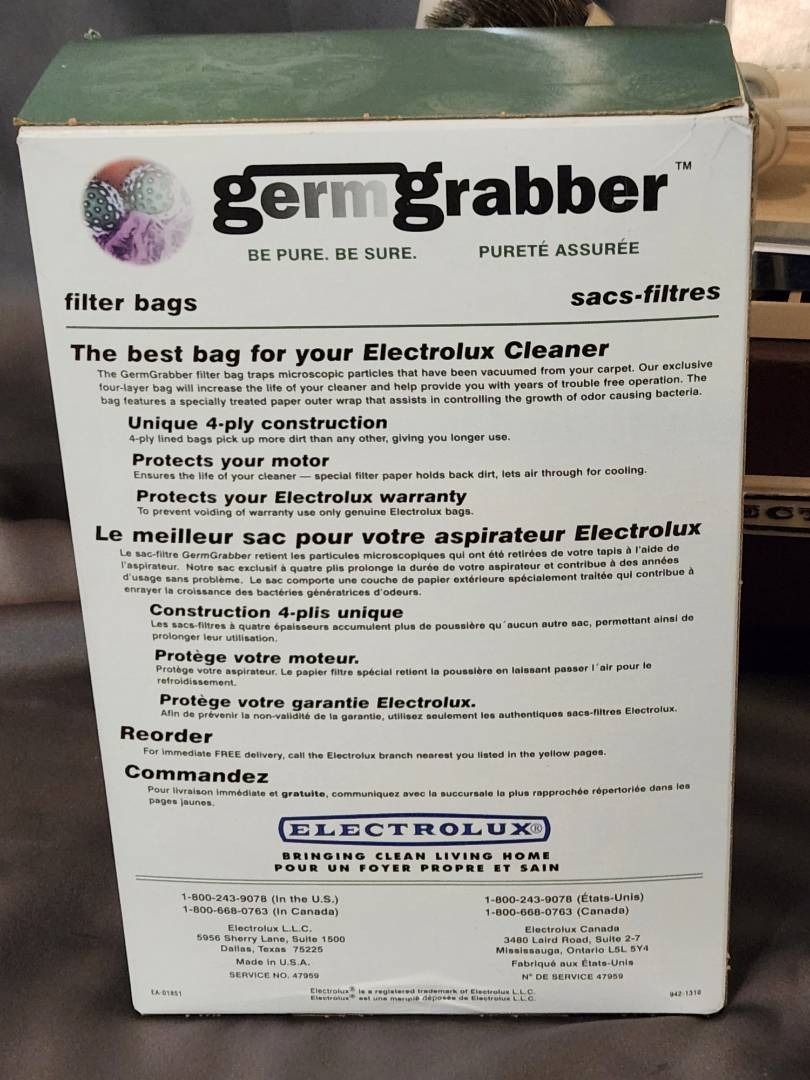 germgrabber™
BE PURE. BE SURE. PURETÉ ASSURÉE
filter bags sacs-filtres
The best bag for your Electrolux Cleaner
The GermGrabber filter bag traps microscopic particles that have been vacuumed from your carpet. Our exclusive
four-layer bag will increase the life of your cleaner and help provide you with years of trouble free operation. The
bag features a specially treated paper outer wrap that assists in controlling the growth of odor causing bacteria.
Unique 4-ply construction
4-ply lined bags pick up more dirt than any other, giving you longer use.
Protects your motor
Ensures the life of your cleaner — special filter paper holds back dirt, lets air through for cooling.
Protects your Electrolux warranty
To prevent voiding of warranty use only genuine Electrolux bags.
Le meilleur sac pour votre aspirateur Electrolux
Le sac-filtre GermGrabber retient les particules microscopiques qui ont été retirées de votre tapis à l'aide de
l'aspirateur. Notre sac exclusif à quatre plis prolonge la durée de votre aspirateur et contribue à des années
d'usage sans problème. Le sac comporte une couche de papier extérieure spécialement traitée qui contribue à
enrayer la croissance des bactéries génératrices d'odeurs.
Construction 4-plis unique
Les sacs-filtres à quatre épaisseurs accumulent plus de poussière qu'aucun autre sac, permettant ainsi de
prolonger leur utilisation.
Protège votre moteur.
Protège votre aspirateur. Le papier filtre spécial retient la poussière en laissant passer l'air pour le
refroidissement.
Protège votre garantie Electrolux.
Afin de prévenir la non-validité de la garantie, utilisez seulement les authentiques sacs-filtres Electrolux.
Reorder
For immediate FREE delivery, call the Electrolux branch nearest you listed in the yellow pages.
Commandez
Pour livraison immédiate et gratuite, communiquez avec la succursale la plus rapprochée répertoriée dans les
pages jaunes.
ELECTROLUX®
BRINGING CLEAN LIVING HOME
POUR UN FOYER PROPRE ET SAIN
1-800-243-9078 (In the U.S.) 1-800-243-9078 (États-Unis)
1-800-668-0763 (In Canada) 1-800-668-0763 (Canada)
Electrolux L.L.C. Electrolux Canada
5956 Sherry Lane, Suite 1500 3480 Laird Road, Suite 2-7
Dallas, Texas 75225 Mississauga, Ontario L5L 5Y4
Made in U.S.A. Fabriqué aux États-Unis
SERVICE NO. 47959 N° DE SERVICE 47959
EA-01851 Electrolux® is a registered trademark of Electrolux L.L.C. 942-1310
Electrolux® est une marque déposée de Electrolux L.L.C.